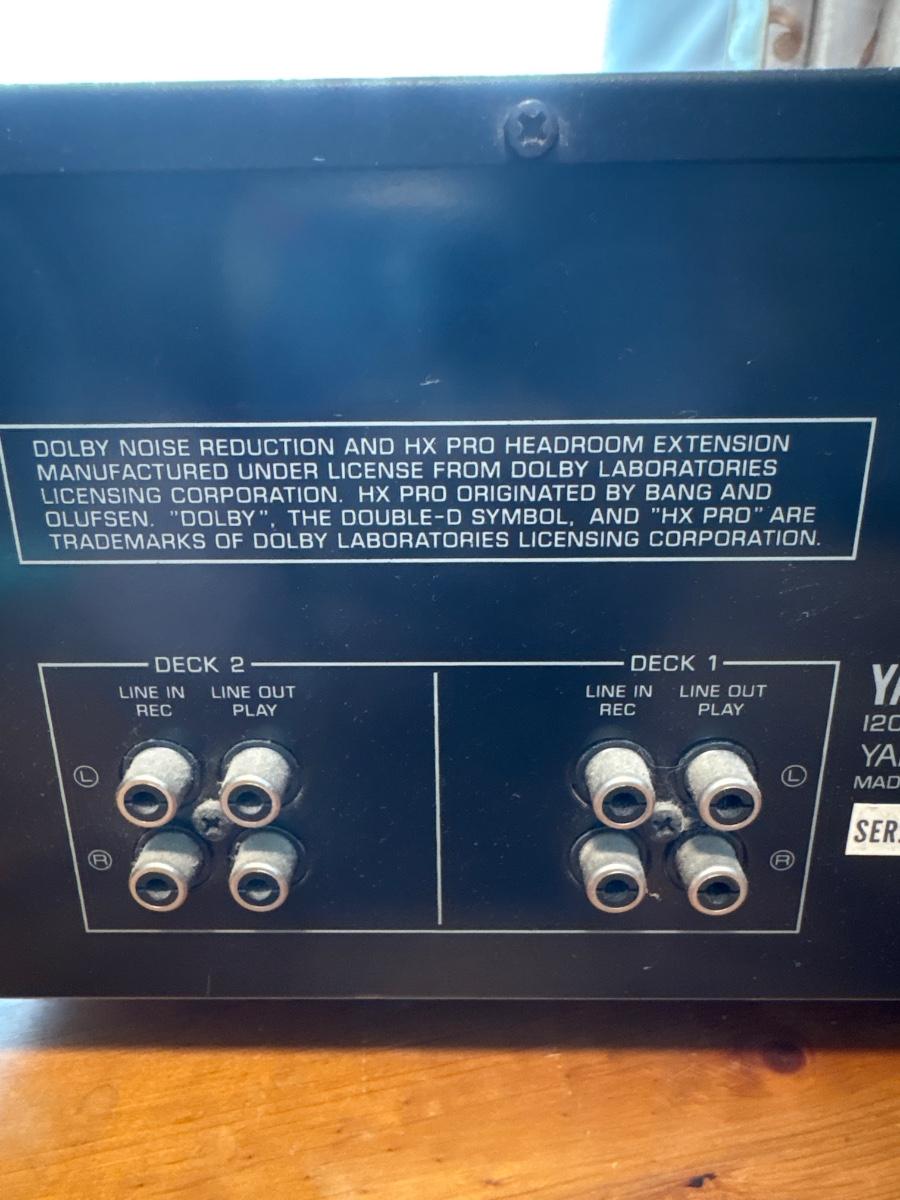 DOLBY NOISE REDUCTION AND HX PRO HEADROOM EXTENSION
MANUFACTURED UNDER LICENSE FROM DOLBY LABORATORIES
LICENSING CORPORATION. HX PRO ORIGINATED BY BANG AND
OLUFSEN. "DOLBY", THE DOUBLE-D SYMBOL, AND "HX PRO" ARE
TRADEMARKS OF DOLBY LABORATORIES LICENSING CORPORATION.
DECK 2
LINE IN LINE OUT
REC PLAY
L
R
DECK 1
LINE IN LINE OUT
REC PLAY
L
R